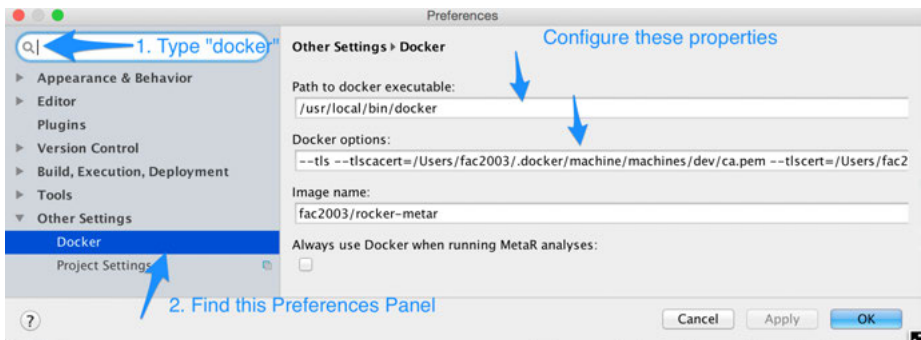 Preferences
1. Type "docker"
Appearance & Behavior
Editor
Plugins
Version Control
Build, Execution, Deployment
Tools
Other Settings
Docker
Project Settings
2. Find this Preferences Panel
Other Settings › Docker
Configure these properties
Path to docker executable:
/usr/local/bin/docker
Docker options:
--tls --tlscacert=/Users/fac2003/.docker/machine/machines/dev/ca.pem --tlscert=/Users/fac2
Image name:
fac2003/rocker-metar
Always use Docker when running MetaR analyses:
?
Cancel
Apply
OK